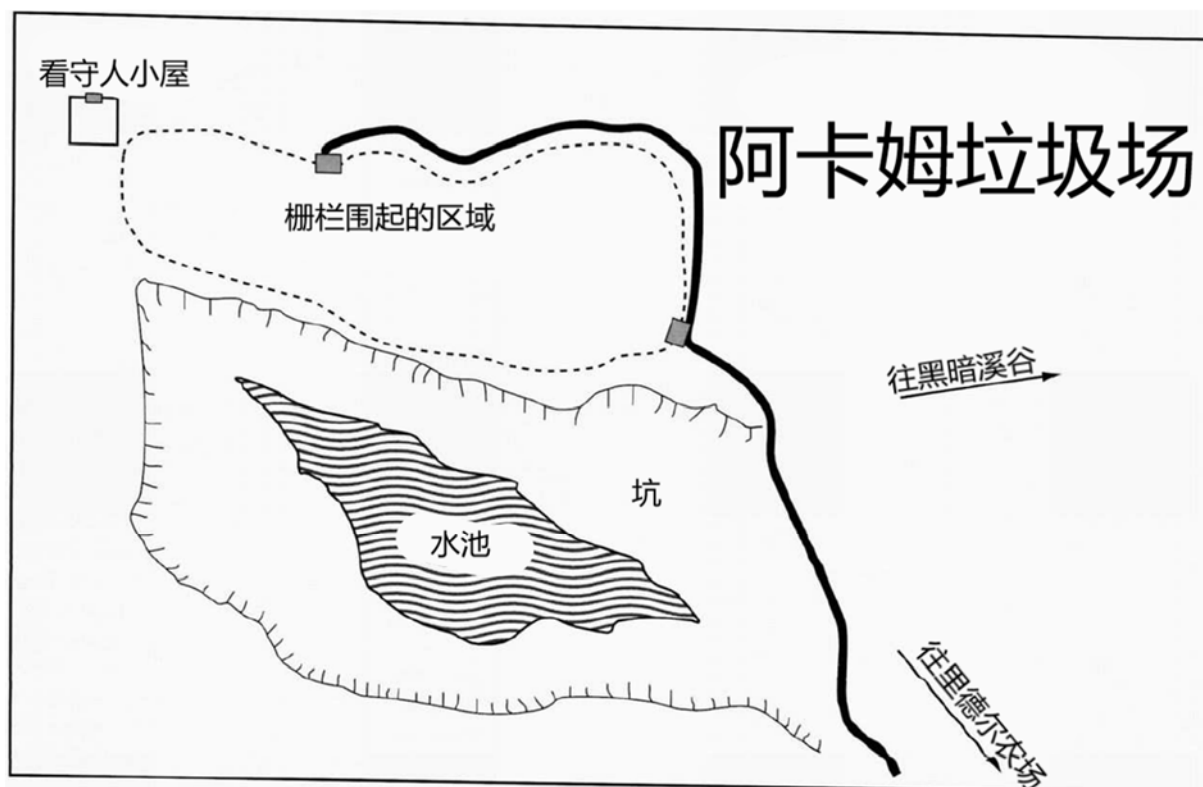 看守人小屋
阿卡姆垃圾场
栅栏围起的区域
往黑暗溪谷
坑
水池
往里德尔农场